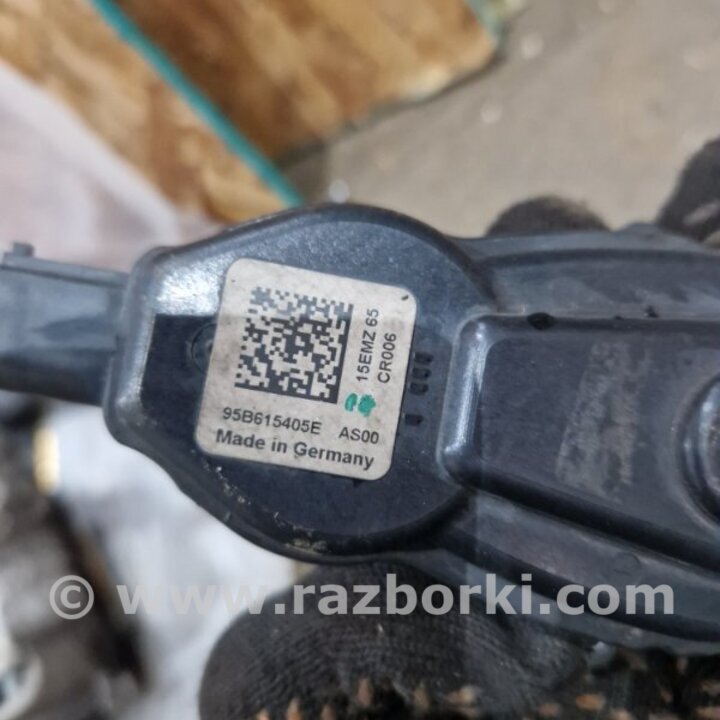 15EMZ 65
CR006
95B615405E AS00
Made in Germany
© www.razborki.com